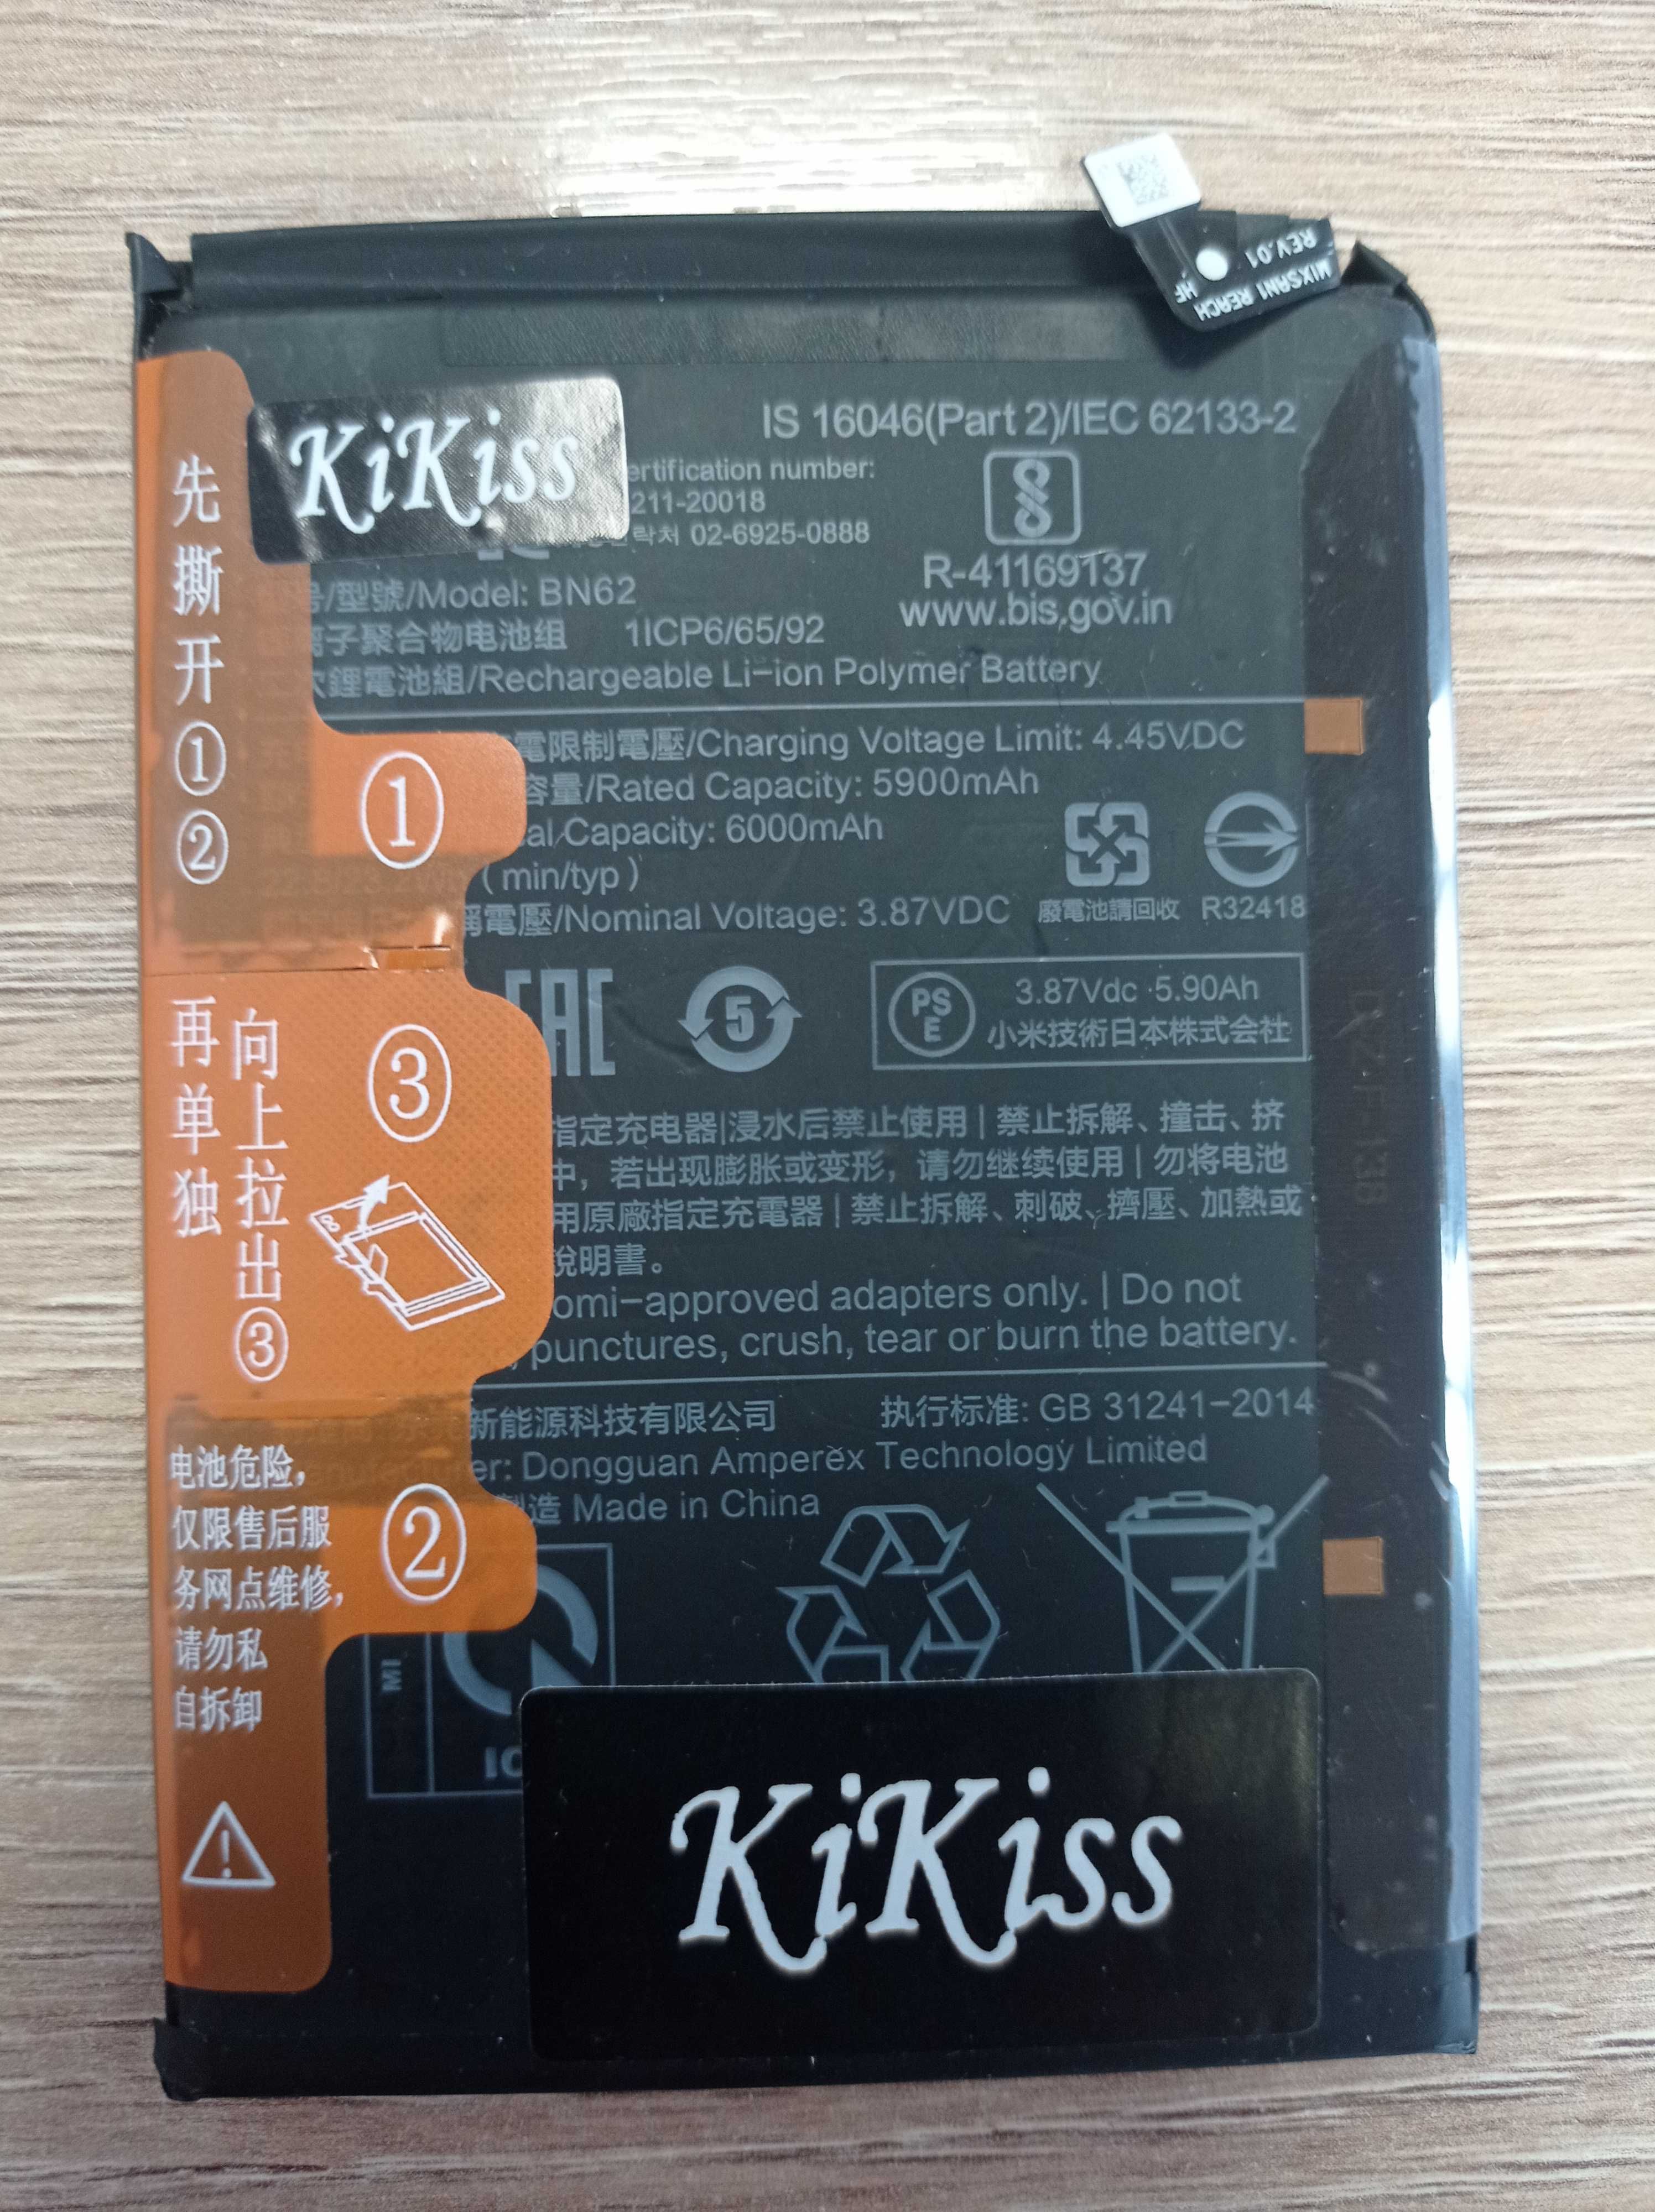 REV.01
MIXSAN1 REACH
HF
KiKiss
IS 16046(Part 2)/IEC 62133-2
ertification number:
211-20018
락처 02-6925-0888
R-41169137
www.bis.gov.in
号/型號/Model: BN62
离子聚合物电池组 1ICP6/65/92
次鋰電池組/Rechargeable Li-ion Polymer Battery
電限制電壓/Charging Voltage Limit: 4.45VDC
容量/Rated Capacity: 5900mAh
al Capacity: 6000mAh
(min/typ)
稱電壓/Nominal Voltage: 3.87VDC
廢電池請回收 R32418
EAC
5
PS
E
3.87Vdc 5.90Ah
小米技術日本株式会社
指定充电器|浸水后禁止使用 | 禁止拆解、撞击、挤
中，若出现膨胀或变形，请勿继续使用 | 勿将电池
用原廠指定充電器 | 禁止拆解、刺破、擠壓、加熱或
說明書。
omi-approved adapters only. | Do not
, punctures, crush, tear or burn the battery.
新能源科技有限公司 执行标准: GB 31241-2014
er: Dongguan Amperex Technology Limited
製造 Made in China
MI
KiKiss
先撕开①②
①
再单独
向上拉出③
③
②
电池危险，
仅限售后服
务网点维修，
请勿私
自拆卸